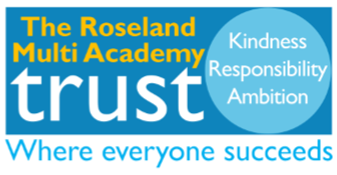 The Roseland
Multi Academy
trust
Kindness
Responsibility
Ambition
Where everyone succeeds